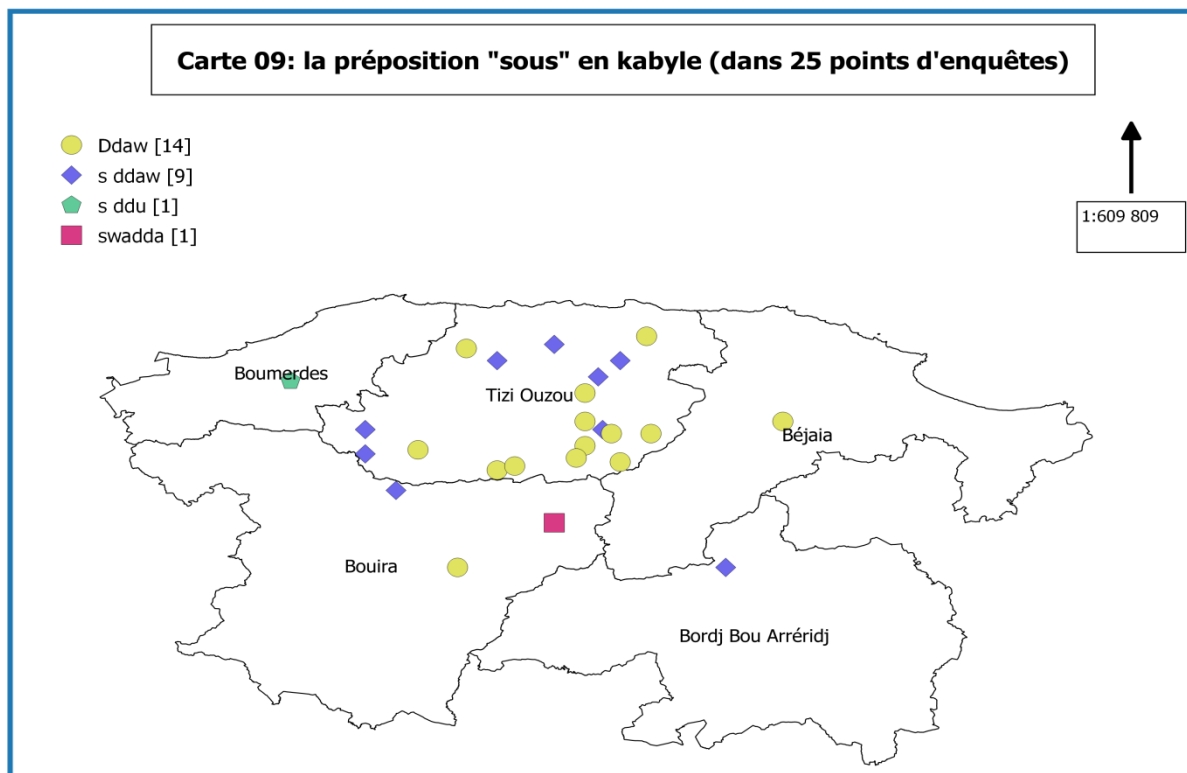 Carte 09: la préposition "sous" en kabyle (dans 25 points d'enquêtes)
Ddaw [14]
s ddaw [9]
s ddu [1]
swadda [1]
1:609 809
Boumerdes
Tizi Ouzou
Béjaia
Bouira
Bordj Bou Arréridj